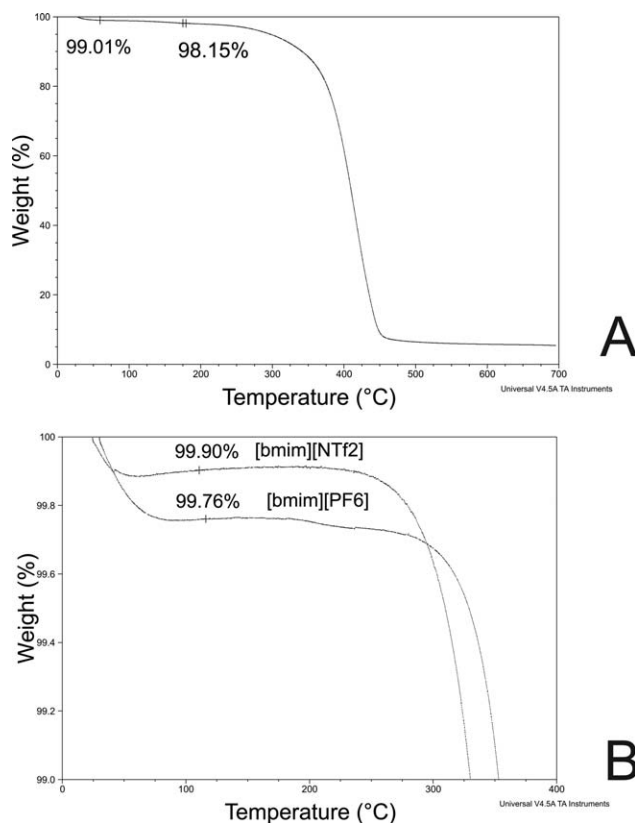 100
80
60
40
20
0
Weight (%)
99.01%
98.15%
0 100 200 300 400 500 600 700
Temperature (°C)
Universal V4.5A TA Instruments
A
100
99.8
99.6
99.4
99.2
99.0
Weight (%)
99.90% [bmim][NTf2]
99.76% [bmim][PF6]
0 100 200 300 400
Temperature (°C)
Universal V4.5A TA Instruments
B